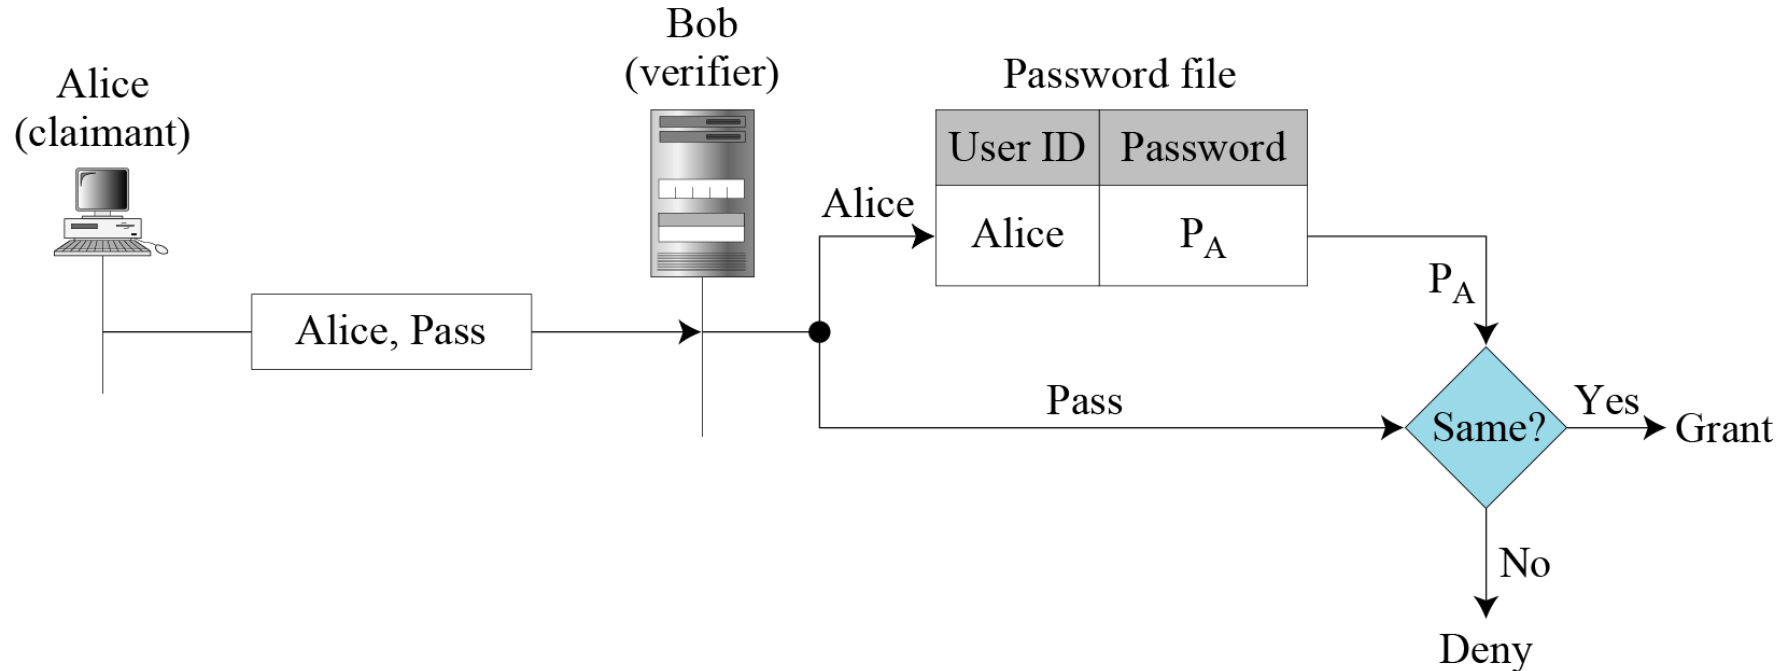 Alice
(claimant)
Bob
(verifier)
Password file
User ID Password
Alice P_A
Alice
Alice, Pass
Pass
P_A
Same?
Yes
Grant
No
Deny